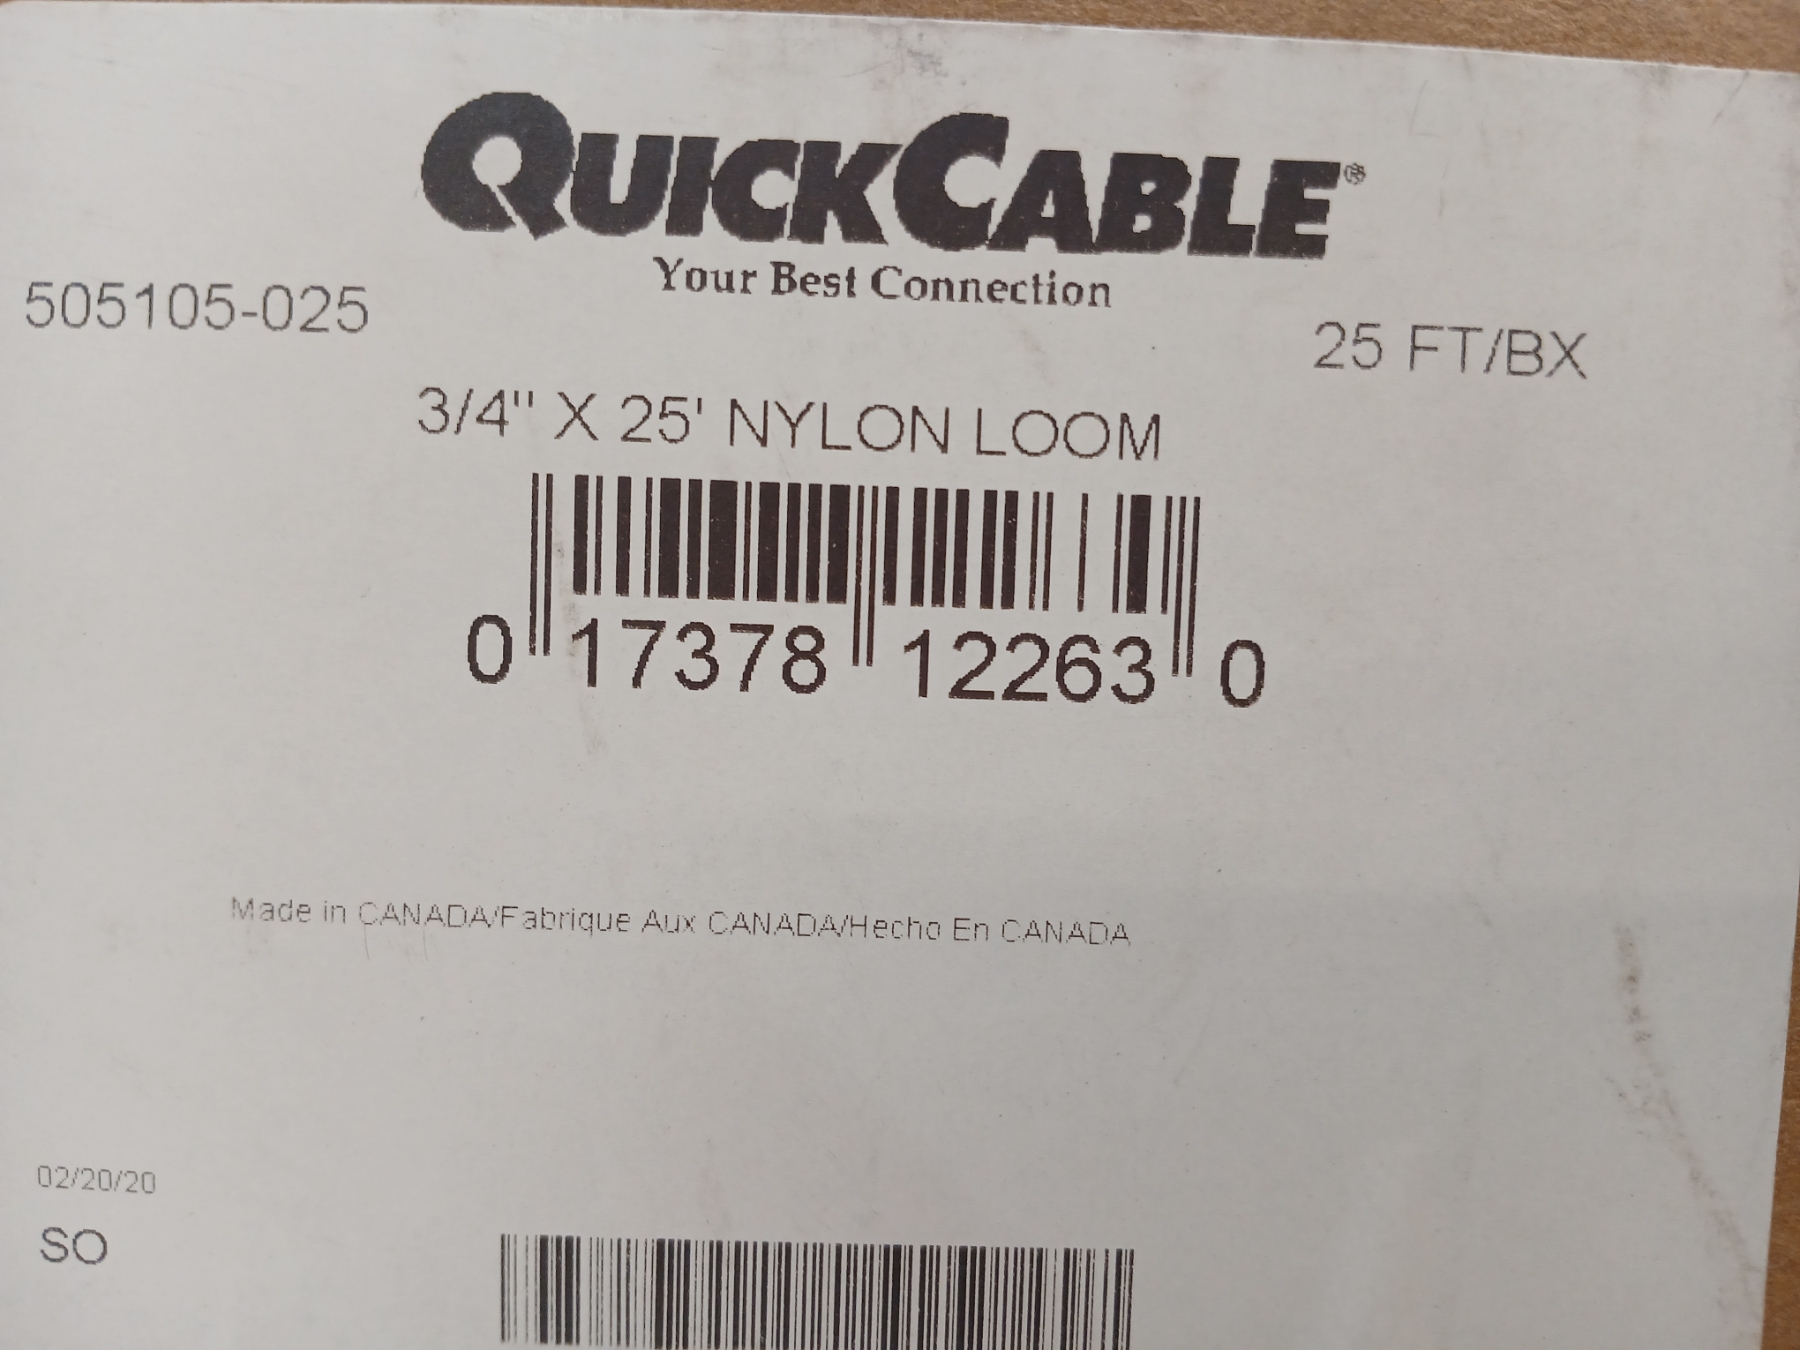 QUICKCABLE®
Your Best Connection
505105-025
25 FT/BX
3/4" X 25' NYLON LOOM
0 17378 12263 0
Made in CANADA/Fabrique Aux CANADA/Hecho En CANADA
02/20/20
SO